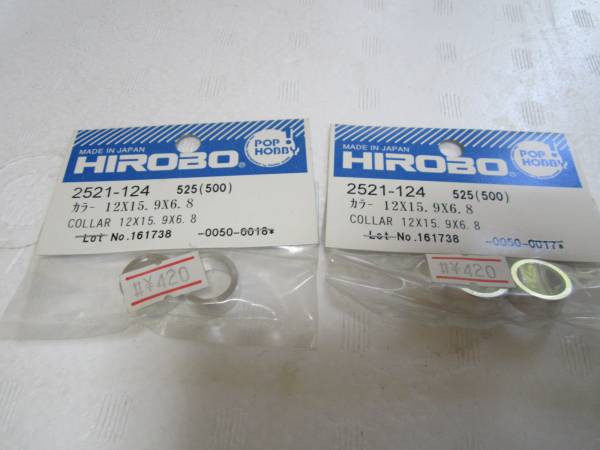 MADE IN JAPAN
HIROBO®
POP!
HOBBY
2521-124 525(500)
カラー 12X15.9X6.8
COLLAR 12X15.9X6.8
Lot No.161738 -0050-0018*
#¥420
MADE IN JAPAN
HIROBO®
POP!
HOBBY
2521-124 525(500)
カラー 12X15.9X6.8
COLLAR 12X15.9X6.8
Lot No.161738 -0050-0017*
#¥420